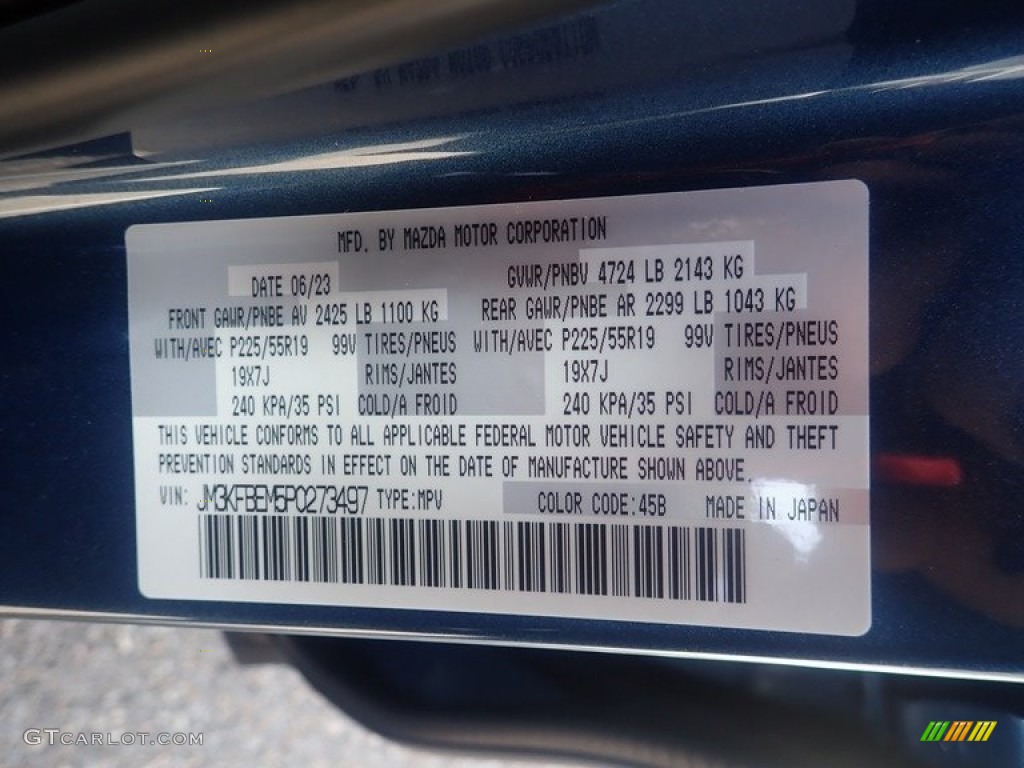 MFD. BY MAZDA MOTOR CORPORATION
DATE 06/23 GVWR/PNBV 4724 LB 2143 KG
FRONT GAWR/PNBE AV 2425 LB 1100 KG REAR GAWR/PNBE AR 2299 LB 1043 KG
WITH/AVEC P225/55R19 99V TIRES/PNEUS WITH/AVEC P225/55R19 99V TIRES/PNEUS
19X7J RIMS/JANTES 19X7J RIMS/JANTES
240 KPA/35 PSI COLD/A FROID 240 KPA/35 PSI COLD/A FROID
THIS VEHICLE CONFORMS TO ALL APPLICABLE FEDERAL MOTOR VEHICLE SAFETY AND THEFT
PREVENTION STANDARDS IN EFFECT ON THE DATE OF MANUFACTURE SHOWN ABOVE.
VIN: JM3KFBEM5P0273497 TYPE:MPV COLOR CODE:45B MADE IN JAPAN
GTCARLOT.COM